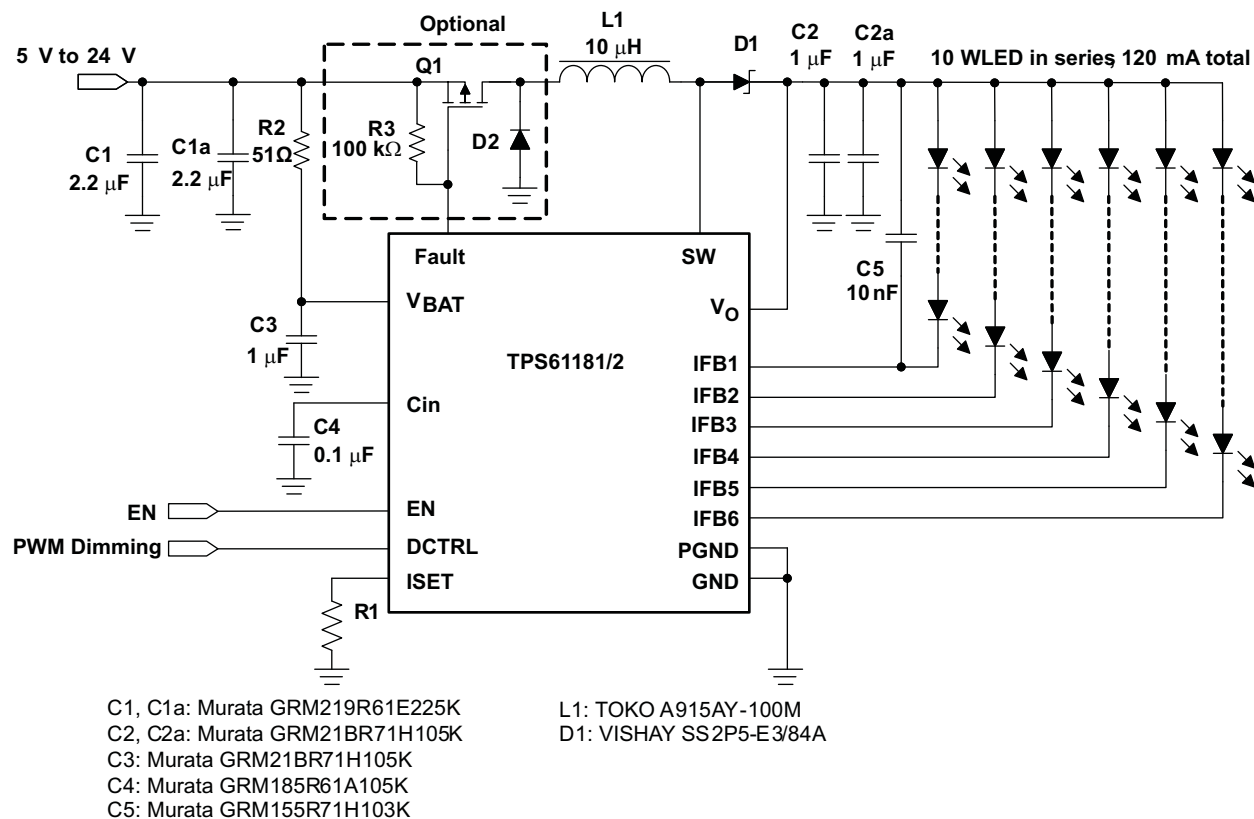 Optional
L1
10 μH
5 V to 24 V
Q1
D1
C2
1 μF
C2a
1 μF
10 WLED in series, 120 mA total
R2
51Ω
R3
100 kΩ
D2
C1
2.2 μF
C1a
2.2 μF
C5
10 nF
Fault
SW
VBAT
VO
C3
1 μF
TPS61181/2
IFB1
IFB2
IFB3
IFB4
IFB5
IFB6
Cin
C4
0.1 μF
EN
EN
PWM Dimming
DCTRL
PGND
ISET
GND
R1
C1, C1a: Murata GRM219R61E225K
C2, C2a: Murata GRM21BR71H105K
C3: Murata GRM21BR71H105K
C4: Murata GRM185R61A105K
C5: Murata GRM155R71H103K
L1: TOKO A915AY-100M
D1: VISHAY SS2P5-E3/84A